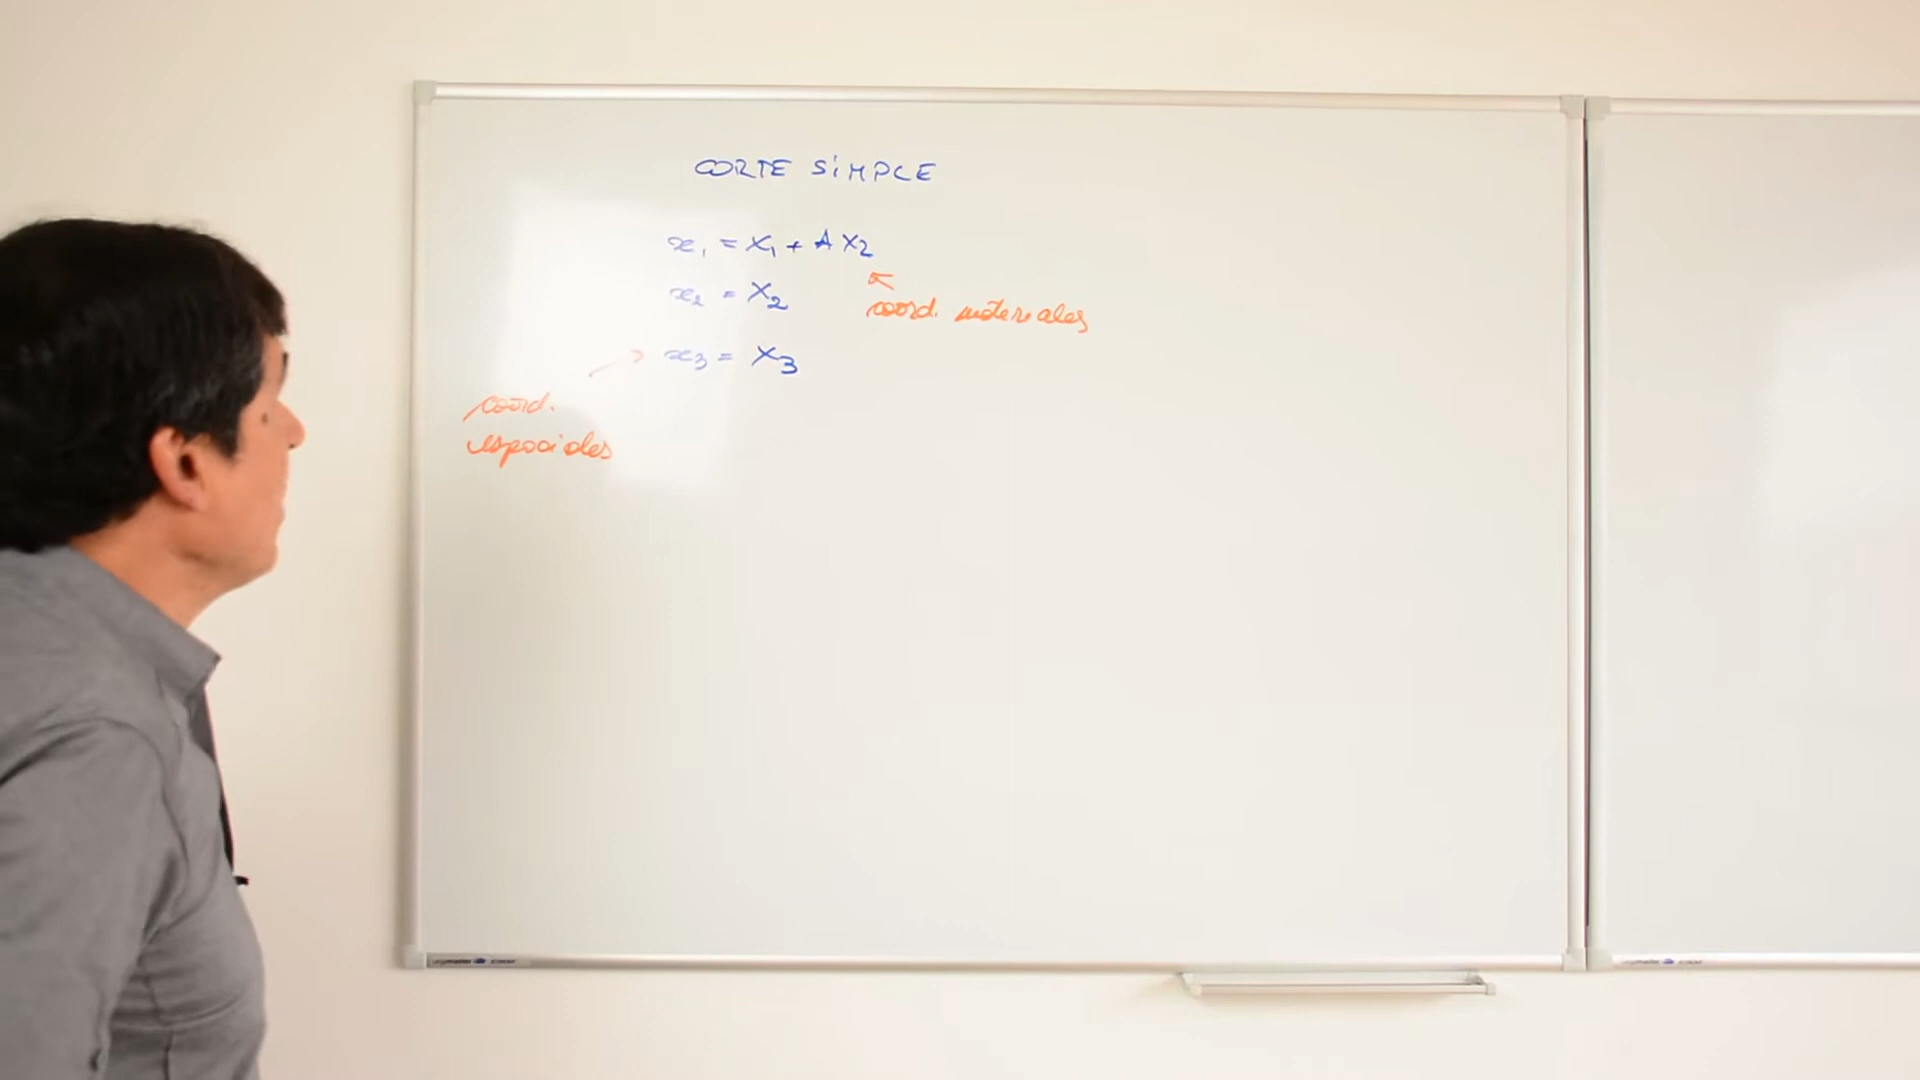 CORTE SIMPLE
x₁ = X₁ + A X₂
x₂ = X₂
coord. materiales
x₃ = X₃
coord.
espaciales